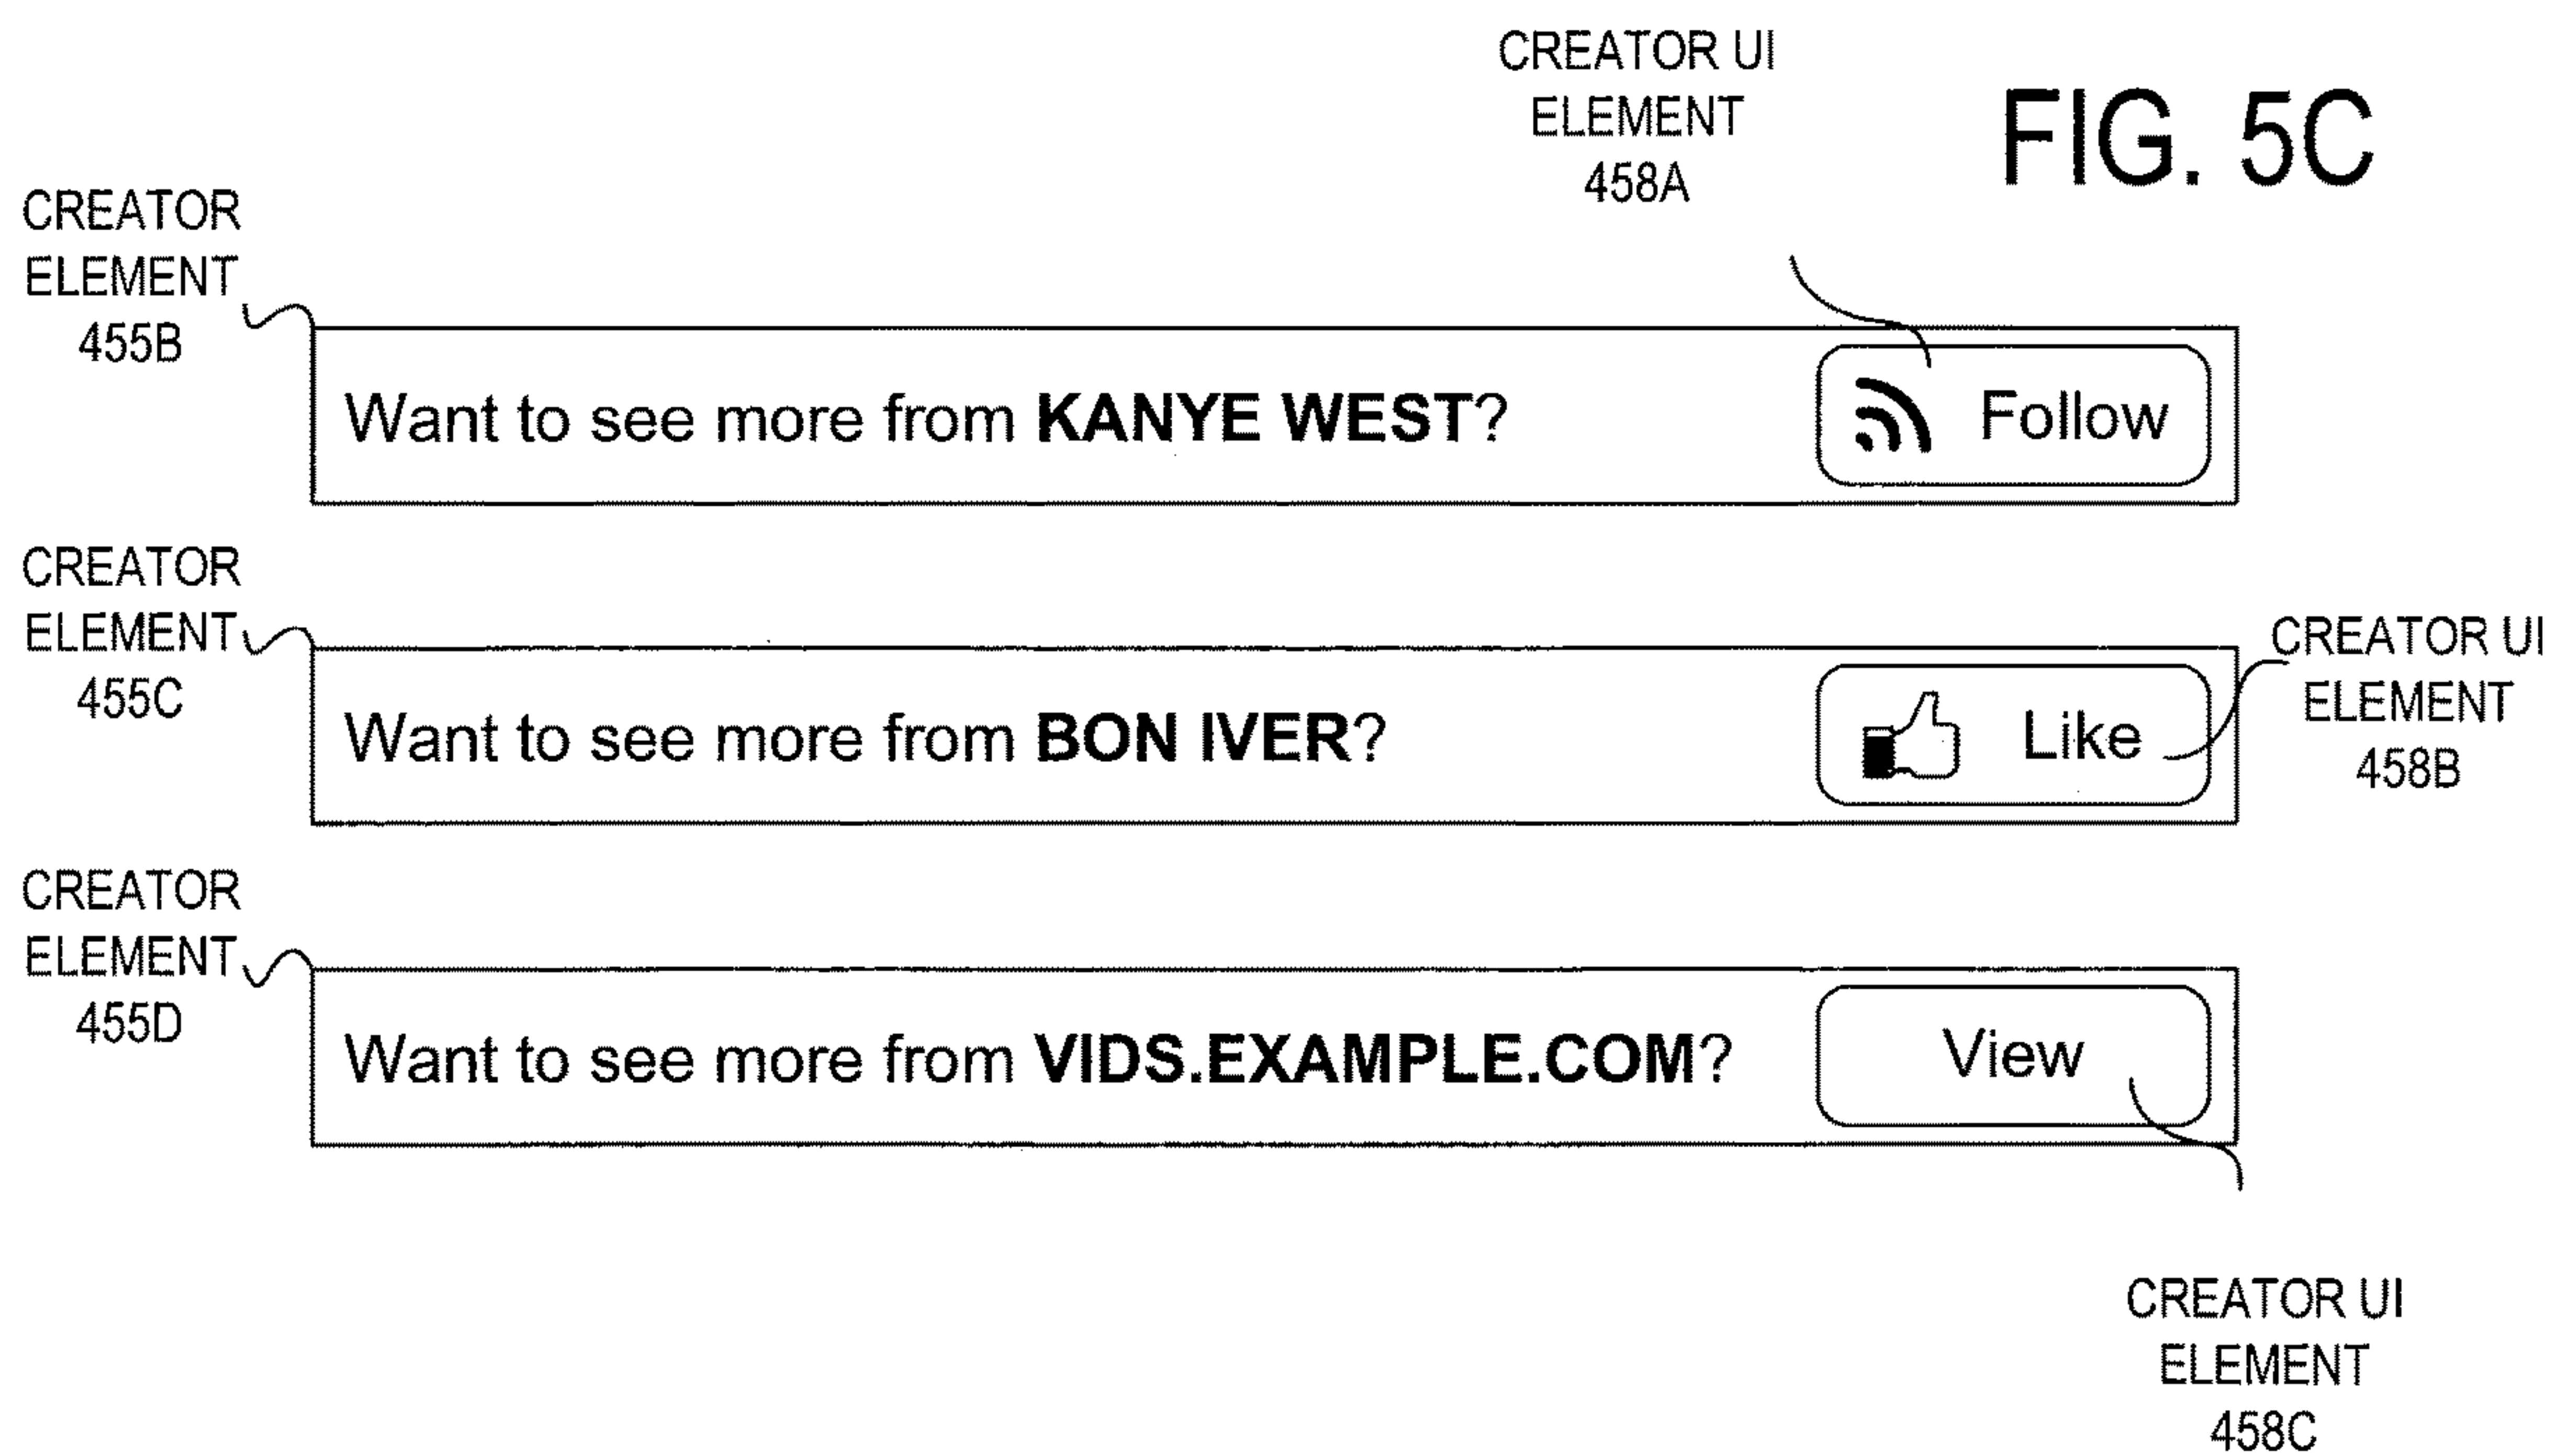 CREATOR UI
ELEMENT
458A
FIG. 5C
CREATOR
ELEMENT
455B
Want to see more from KANYE WEST?
Follow
CREATOR
ELEMENT
455C
Want to see more from BON IVER?
Like
CREATOR UI
ELEMENT
458B
CREATOR
ELEMENT
455D
Want to see more from VIDS.EXAMPLE.COM?
View
CREATOR UI
ELEMENT
458C